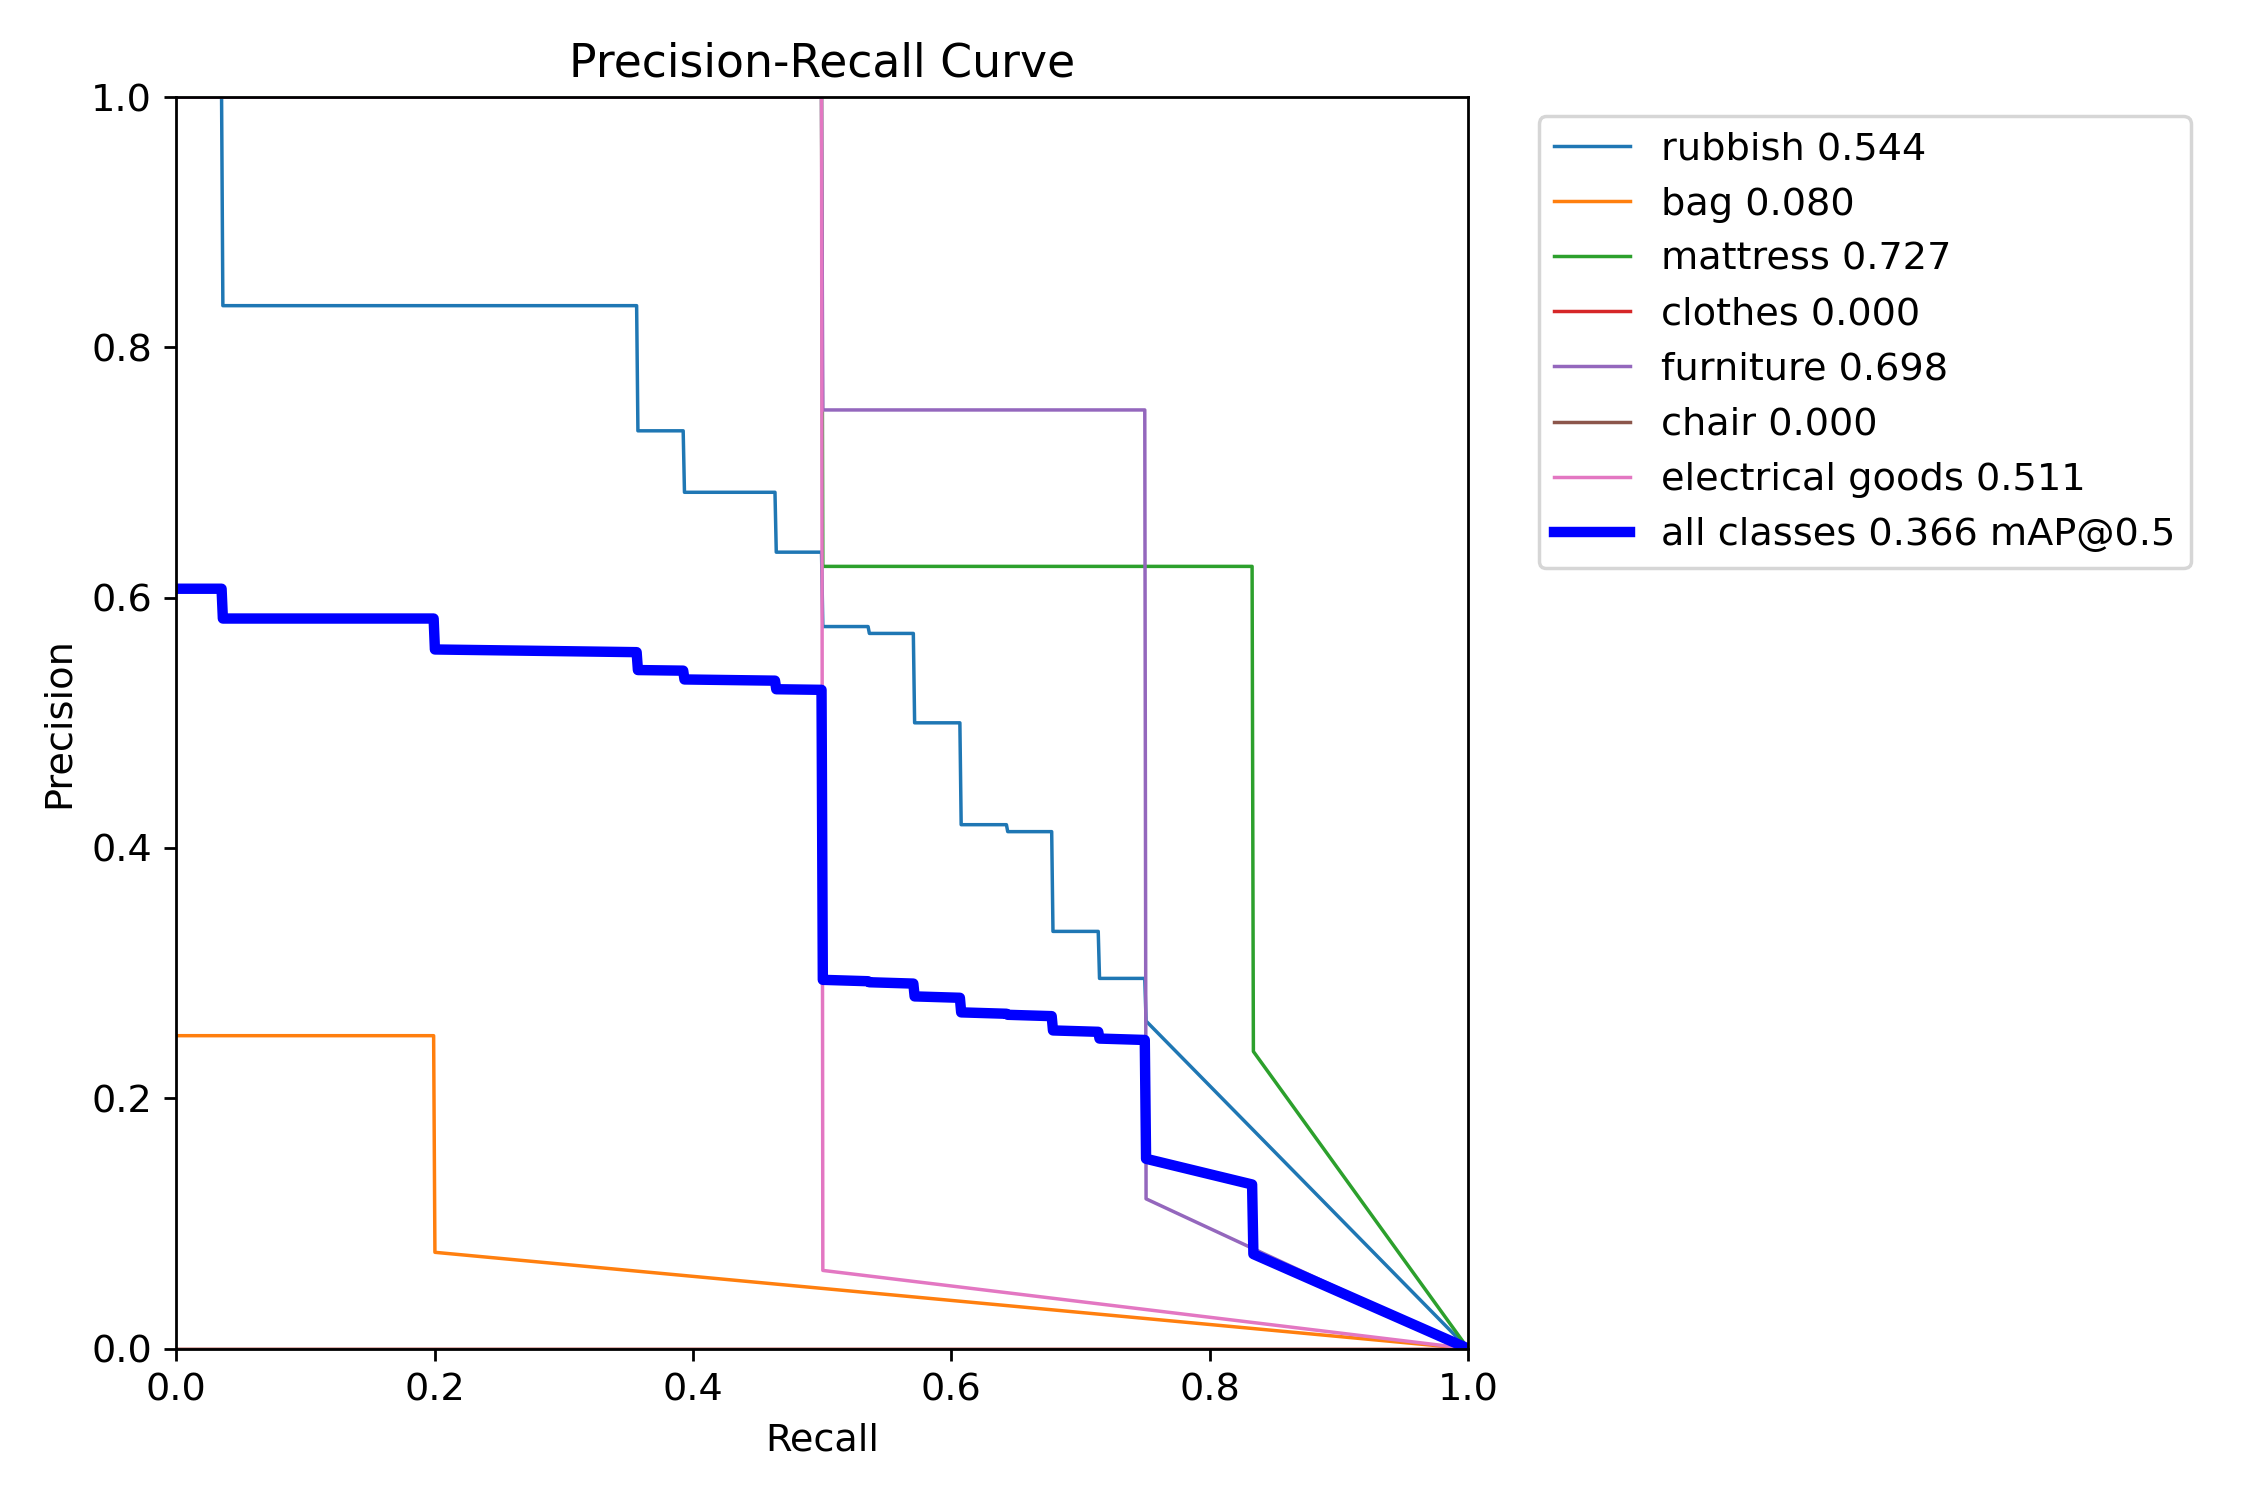 Precision-Recall Curve
1.0
0.8
0.6
0.4
0.2
0.0
Precision
0.0 0.2 0.4 0.6 0.8 1.0
Recall
rubbish 0.544
bag 0.080
mattress 0.727
clothes 0.000
furniture 0.698
chair 0.000
electrical goods 0.511
all classes 0.366 mAP@0.5